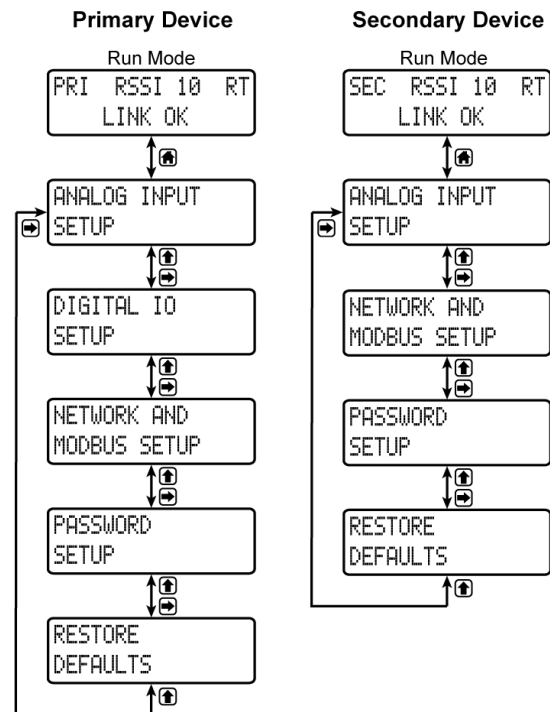 Primary Device
Run Mode
PRI RSSI 10 RT
LINK OK
ANALOG INPUT
SETUP
DIGITAL IO
SETUP
NETWORK AND
MODBUS SETUP
PASSWORD
SETUP
RESTORE
DEFAULTS
Secondary Device
Run Mode
SEC RSSI 10 RT
LINK OK
ANALOG INPUT
SETUP
NETWORK AND
MODBUS SETUP
PASSWORD
SETUP
RESTORE
DEFAULTS